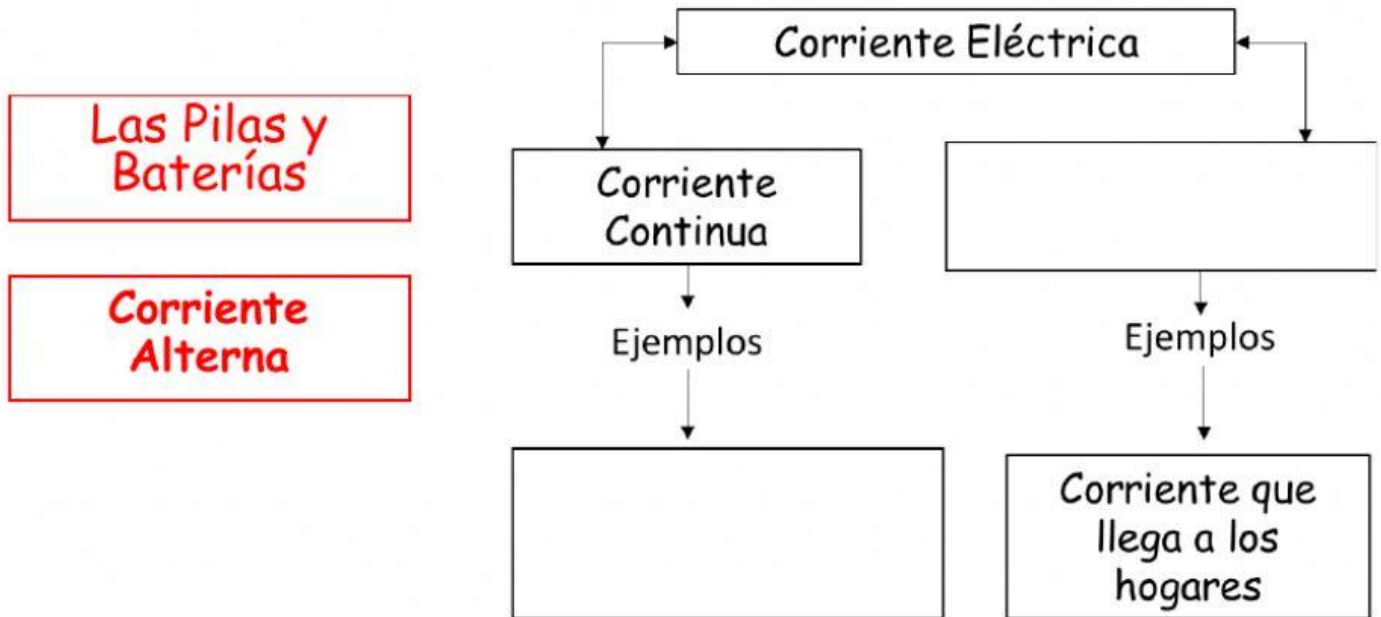 Corriente Eléctrica
Las Pilas y
Baterías
Corriente
Alterna
Corriente
Continua
Ejemplos
Ejemplos
Corriente que
llega a los
hogares